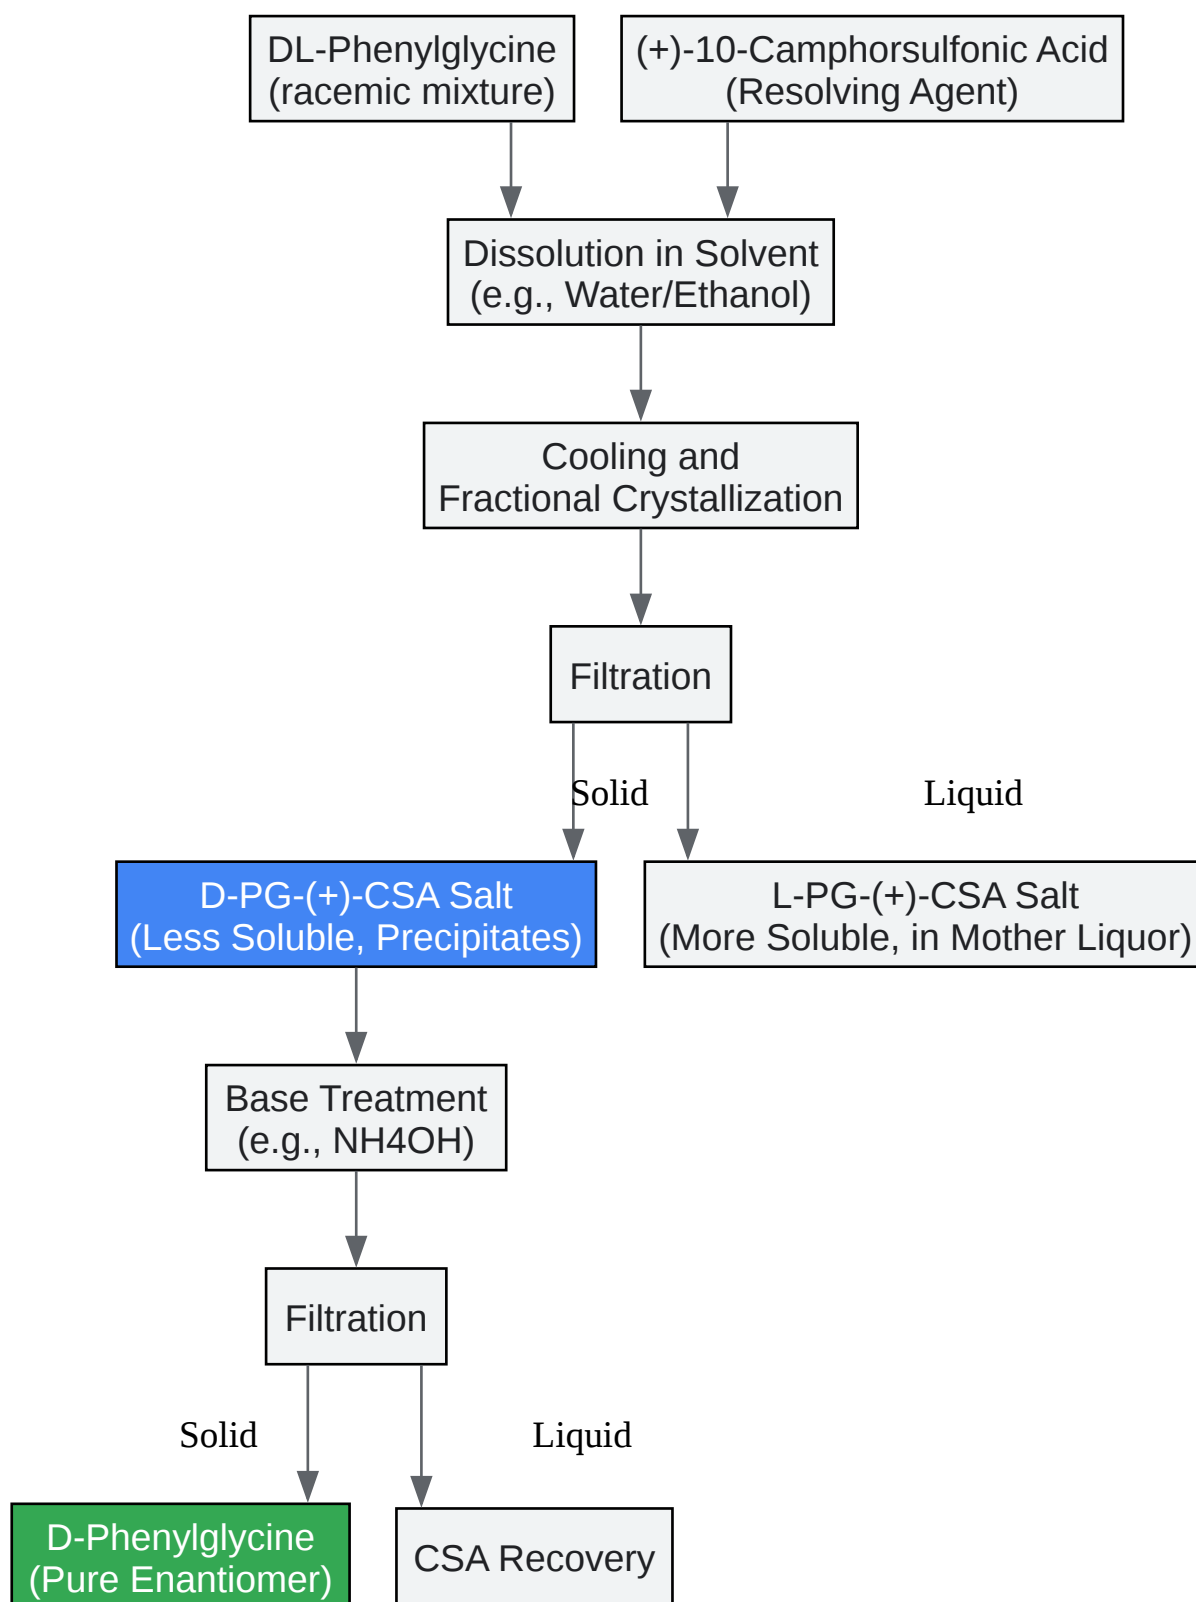 DL-Phenylglycine
(racemic mixture)
(+)-10-Camphorsulfonic Acid
(Resolving Agent)
Dissolution in Solvent
(e.g., Water/Ethanol)
Cooling and
Fractional Crystallization
Filtration
Solid
Liquid
D-PG-(+)-CSA Salt
(Less Soluble, Precipitates)
L-PG-(+)-CSA Salt
(More Soluble, in Mother Liquor)
Base Treatment
(e.g., NH4OH)
Filtration
Solid
Liquid
D-Phenylglycine
(Pure Enantiomer)
CSA Recovery